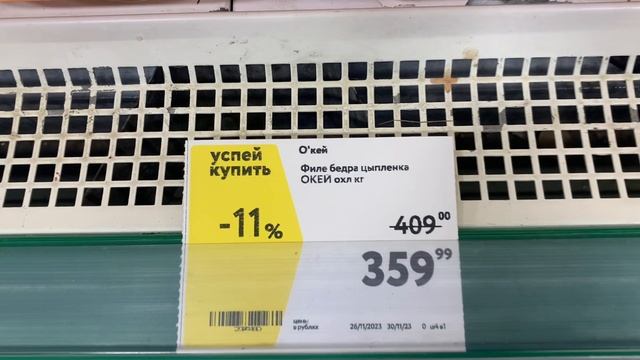 успей
купить
-11%
О'кей
Филе бедра цыпленка
ОКЕЙ охл кг
409 00
359 99
цена
в рублях
26/11/2023 30/11/23 0